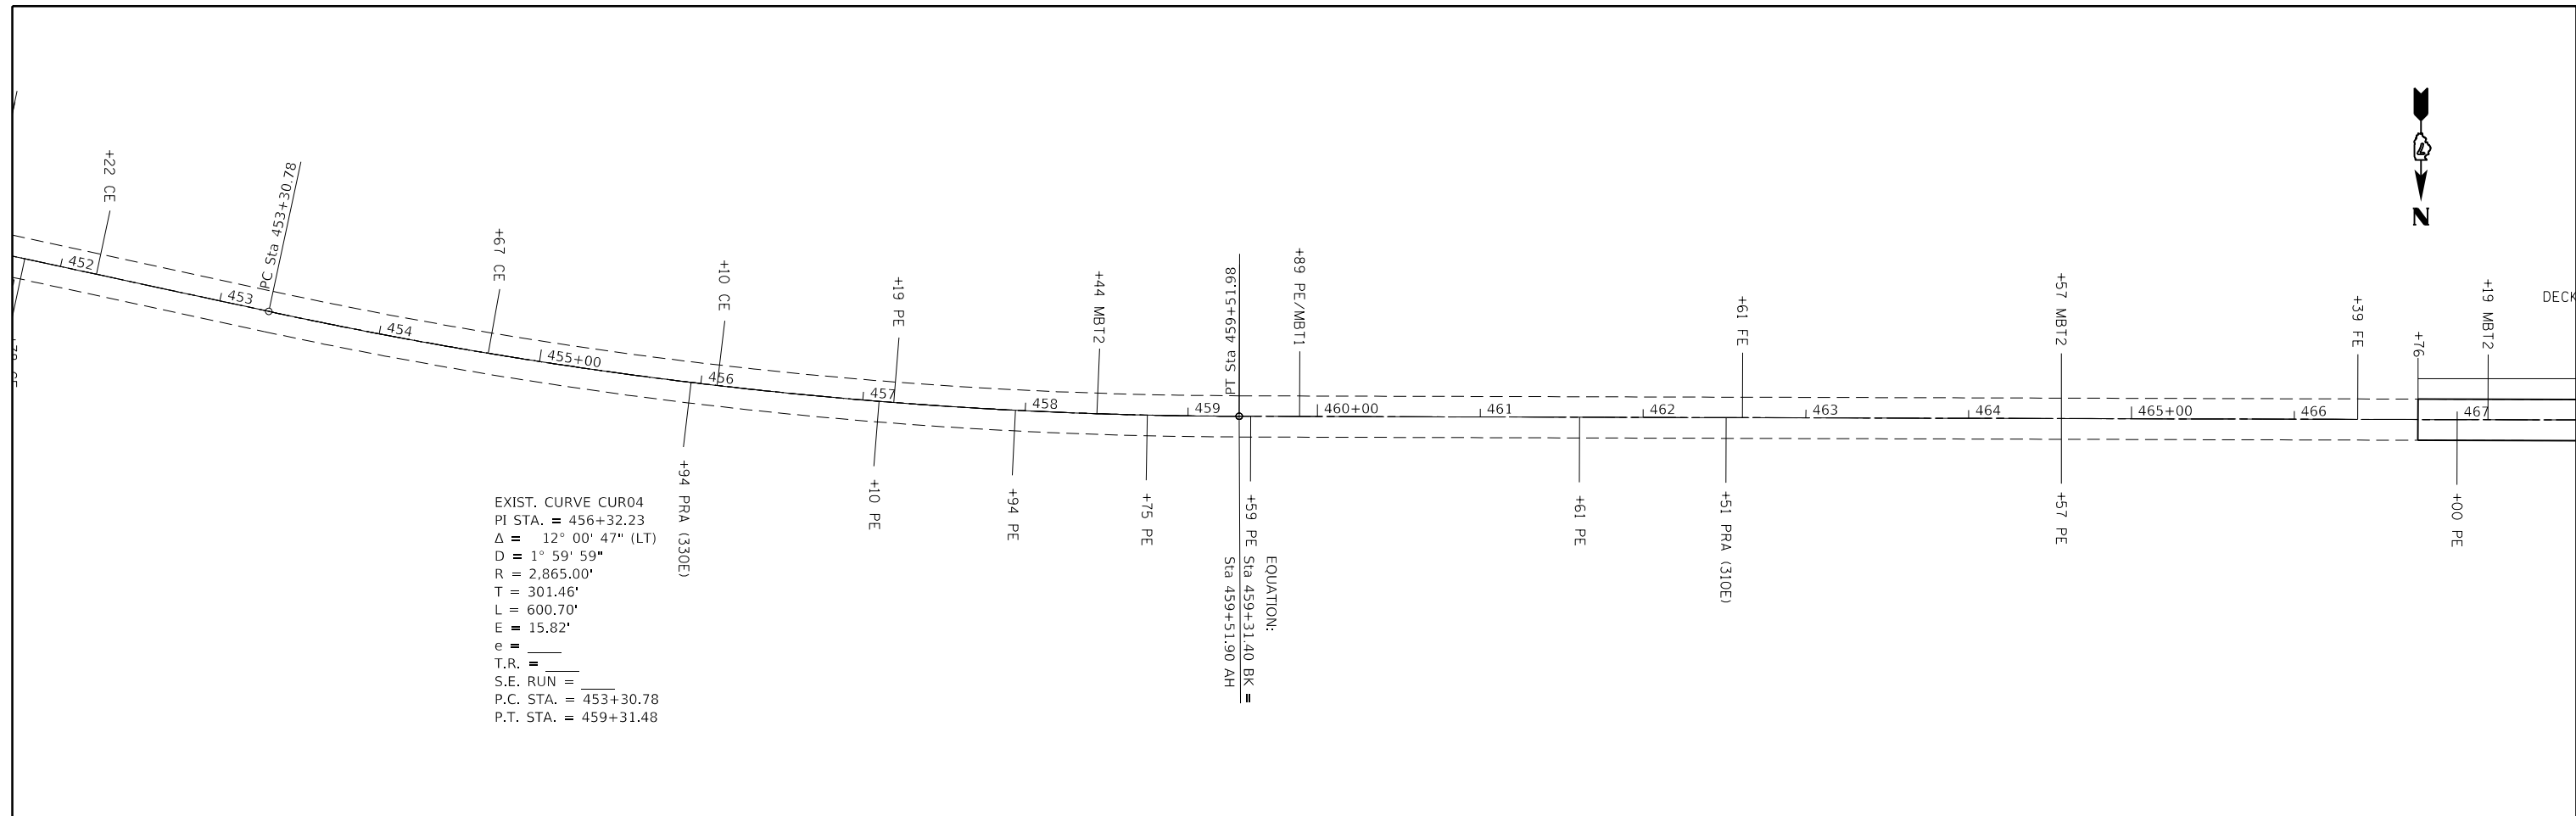 +22 CE
PC Sta 453+30.78
+67 CE
+10 CE
+19 PE
+44 MBT2
PT Sta 459+51.98
+89 PE/MBT1
+61 FE
+57 MBT2
+39 FE
+76
+19 MBT2
DECK
N
452
453
454
455+00
456
457
458
459
460+00
461
462
463
464
465+00
466
467
+94 PRA (330E)
+10 PE
+94 PE
+75 PE
+59 PE
+61 PE
+51 PRA (310E)
+57 PE
+00 PE
EQUATION:
Sta 459+31.40 BK =
Sta 459+51.90 AH
EXIST. CURVE CUR04
PI STA. = 456+32.23
Δ = 12° 00' 47" (LT)
D = 1° 59' 59"
R = 2,865.00'
T = 301.46'
L = 600.70'
E = 15.82'
e = ____
T.R. = ____
S.E. RUN = ____
P.C. STA. = 453+30.78
P.T. STA. = 459+31.48